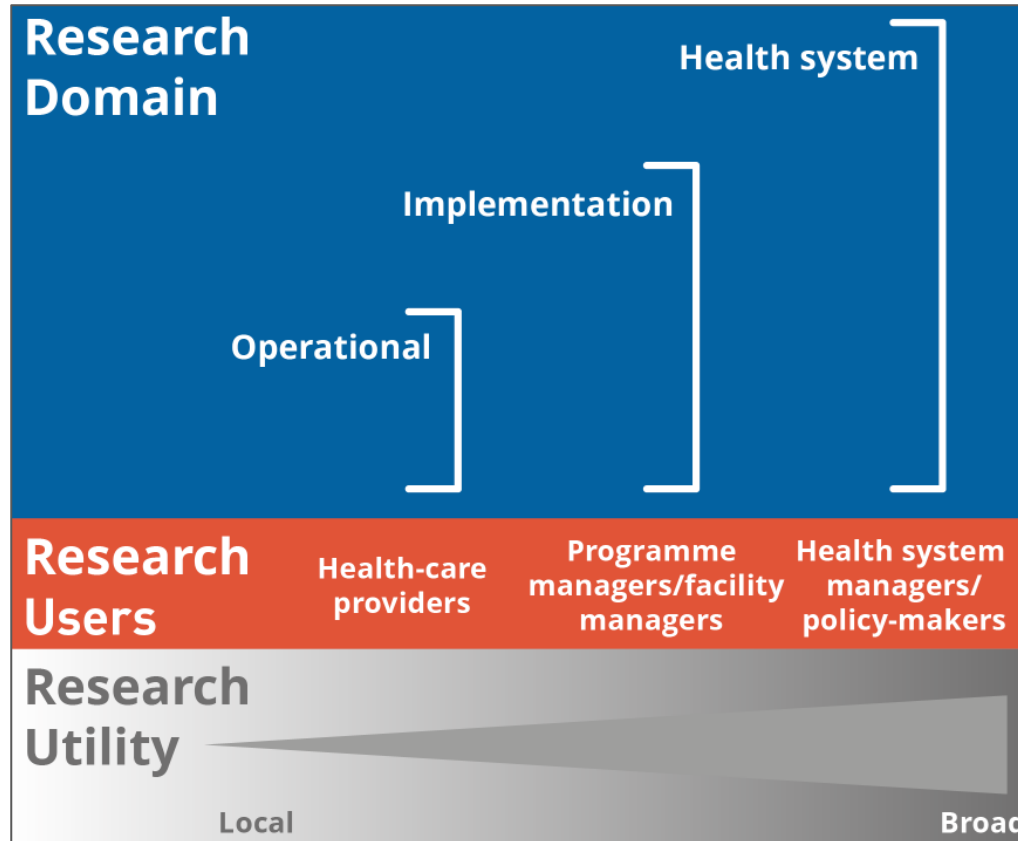 Research
Domain
Health system
Implementation
Operational
Research
Users
Health-care
providers
Programme
managers/facility
managers
Health system
managers/
policy-makers
Research
Utility
Local
Broad